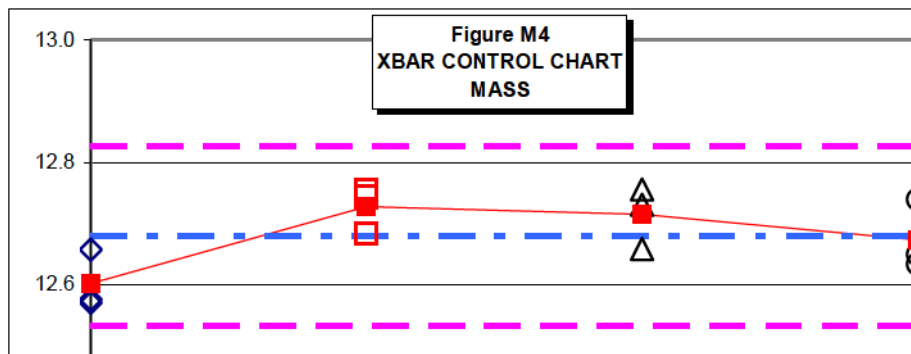 Figure M4
XBAR CONTROL CHART
MASS
13.0
12.8
12.6